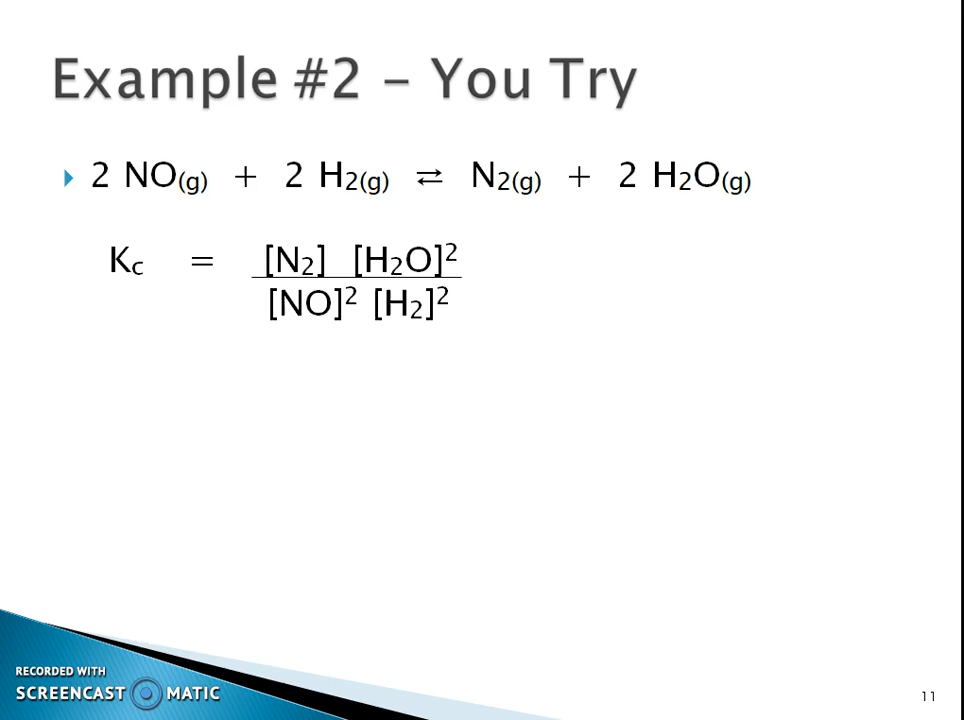 Example #2 – You Try
2 NO(g) + 2 H2(g) ⇄ N2(g) + 2 H2O(g)
Kc = [N2] [H2O]2
[NO]2 [H2]2
RECORDED WITH
SCREENCAST MATIC
11